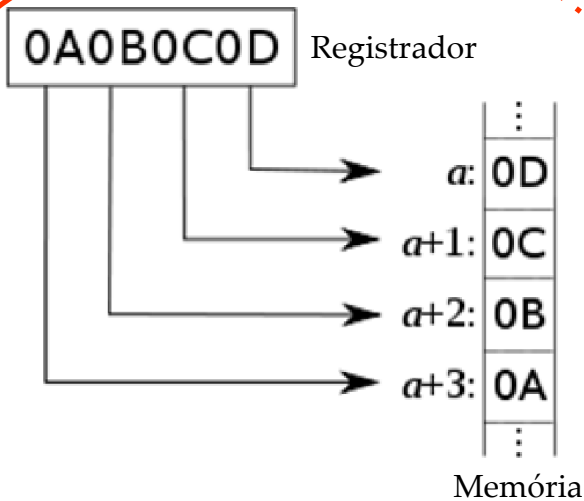 0A0B0C0D Registrador
⋮
a: 0D
a+1: 0C
a+2: 0B
a+3: 0A
⋮
Memória